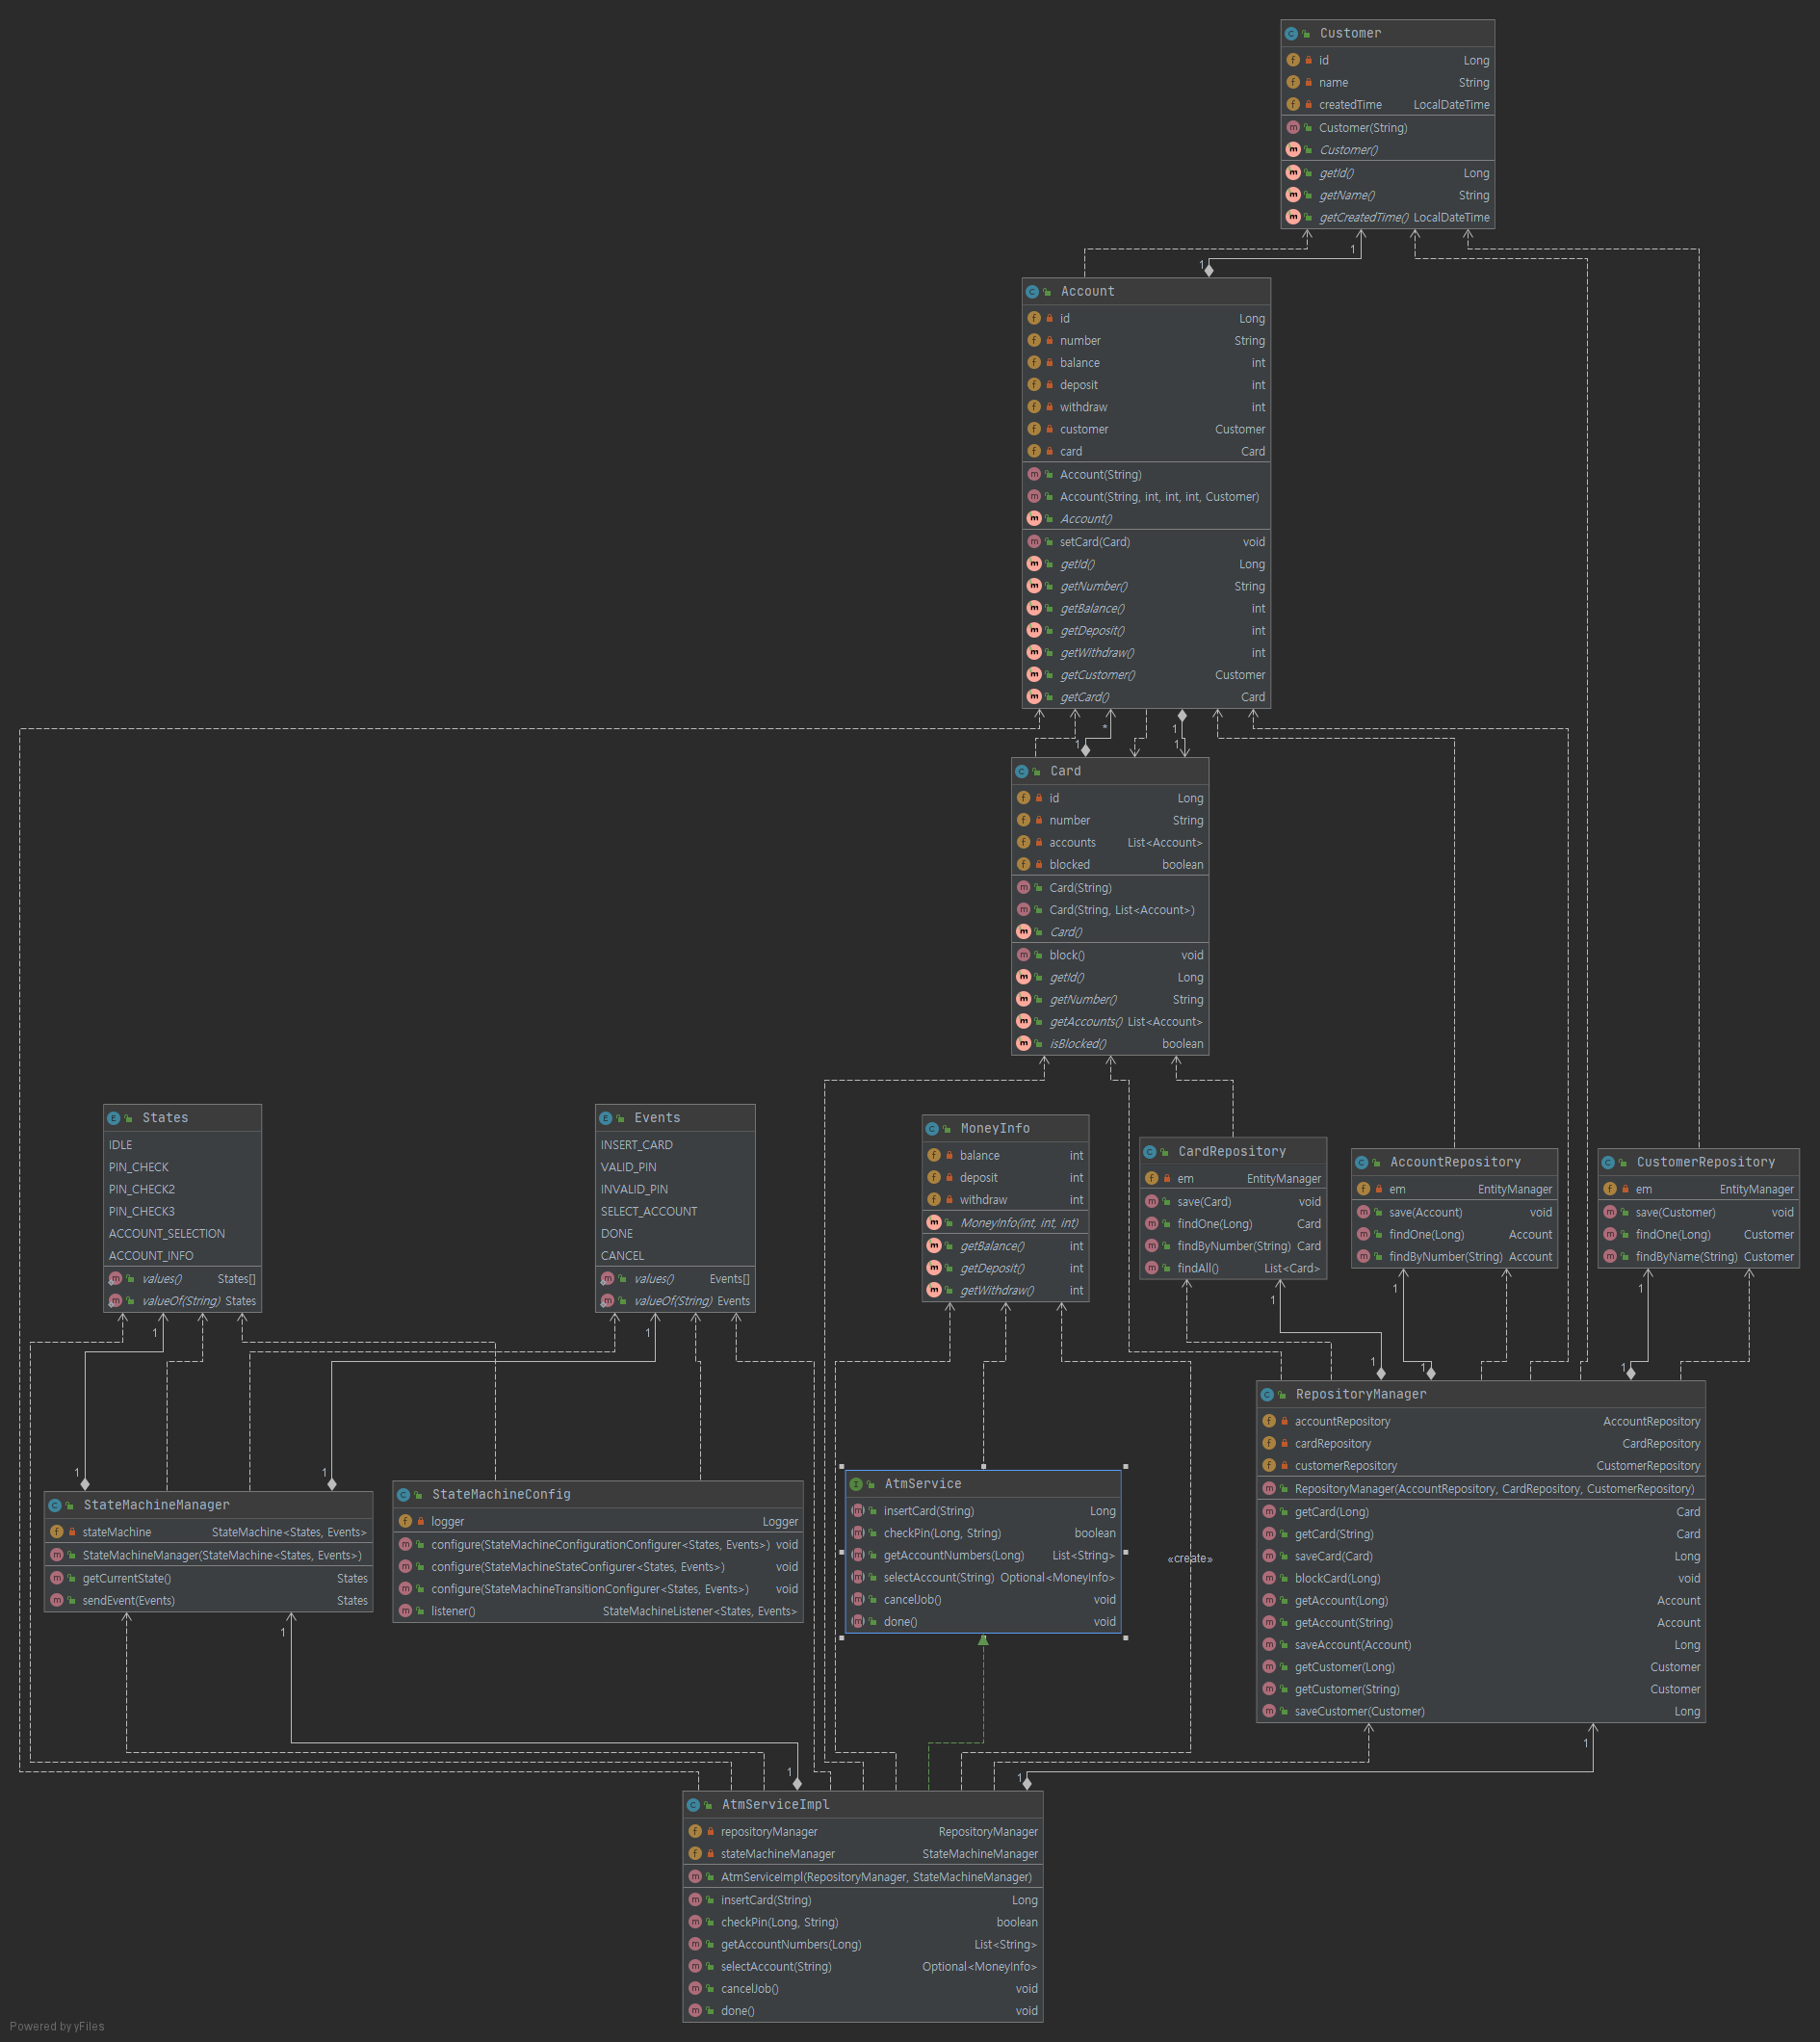 Customer
id Long
name String
createdTime LocalDateTime
Customer(String)
Customer()
getId() Long
getName() String
getCreatedTime() LocalDateTime
1
1
Account
id Long
number String
balance int
deposit int
withdraw int
customer Customer
card Card
Account(String)
Account(String, int, int, int, Customer)
Account()
setCard(Card) void
getId() Long
getNumber() String
getBalance() int
getDeposit() int
getWithdraw() int
getCustomer() Customer
getCard() Card
* 1
1 1
Card
id Long
number String
accounts List<Account>
blocked boolean
Card(String)
Card(String, List<Account>)
Card()
block() void
getId() Long
getNumber() String
getAccounts() List<Account>
isBlocked() boolean
States
IDLE
PIN_CHECK
PIN_CHECK2
PIN_CHECK3
ACCOUNT_SELECTION
ACCOUNT_INFO
values() States[]
valueOf(String) States
Events
INSERT_CARD
VALID_PIN
INVALID_PIN
SELECT_ACCOUNT
DONE
CANCEL
values() Events[]
valueOf(String) Events
MoneyInfo
balance int
deposit int
withdraw int
MoneyInfo(int, int, int)
getBalance() int
getDeposit() int
getWithdraw() int
CardRepository
em EntityManager
save(Card) void
findOne(Long) Card
findByNumber(String) Card
findAll() List<Card>
AccountRepository
em EntityManager
save(Account) void
findOne(Long) Account
findByNumber(String) Account
CustomerRepository
em EntityManager
save(Customer) void
findOne(Long) Customer
findByName(String) Customer
1 1 1 1 1
1 1 1
1 1
RepositoryManager
accountRepository AccountRepository
cardRepository CardRepository
customerRepository CustomerRepository
RepositoryManager(AccountRepository, CardRepository, CustomerRepository)
getCard(Long) Card
getCard(String) Card
saveCard(Card) Long
blockCard(Long) void
getAccount(Long) Account
getAccount(String) Account
saveAccount(Account) Long
getCustomer(Long) Customer
getCustomer(String) Customer
saveCustomer(Customer) Long
StateMachineManager
stateMachine StateMachine<States, Events>
StateMachineManager(StateMachine<States, Events>)
getCurrentState() States
sendEvent(Events) States
StateMachineConfig
logger Logger
configure(StateMachineConfigurationConfigurer<States, Events>) void
configure(StateMachineStateConfigurer<States, Events>) void
configure(StateMachineTransitionConfigurer<States, Events>) void
listener() StateMachineListener<States, Events>
AtmService
insertCard(String) Long
checkPin(Long, String) boolean
getAccountNumbers(Long) List<String>
selectAccount(String) Optional<MoneyInfo>
cancelJob() void
done() void
«create»
1 1
1 1
AtmServiceImpl
repositoryManager RepositoryManager
stateMachineManager StateMachineManager
AtmServiceImpl(RepositoryManager, StateMachineManager)
insertCard(String) Long
checkPin(Long, String) boolean
getAccountNumbers(Long) List<String>
selectAccount(String) Optional<MoneyInfo>
cancelJob() void
done() void
Powered by yFiles